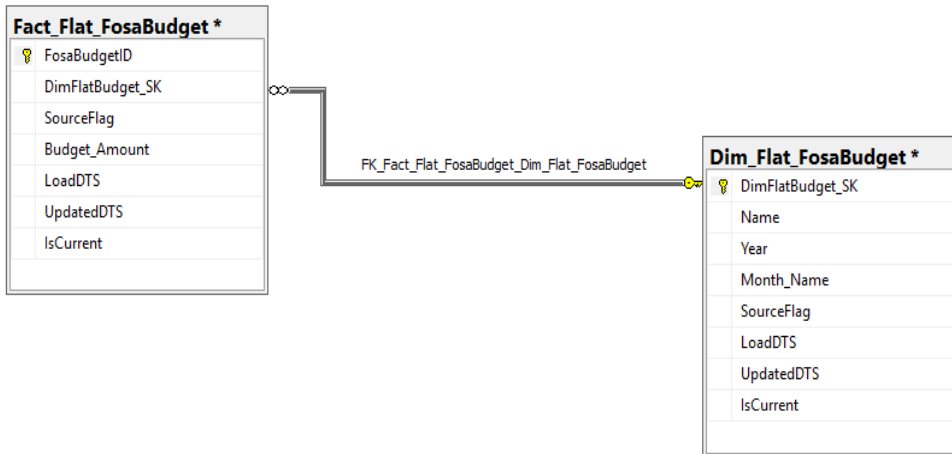 Fact_Flat_FosaBudget *
FosaBudgetID
DimFlatBudget_SK
SourceFlag
Budget_Amount
LoadDTS
UpdatedDTS
IsCurrent
FK_Fact_Flat_FosaBudget_Dim_Flat_FosaBudget
Dim_Flat_FosaBudget *
DimFlatBudget_SK
Name
Year
Month_Name
SourceFlag
LoadDTS
UpdatedDTS
IsCurrent